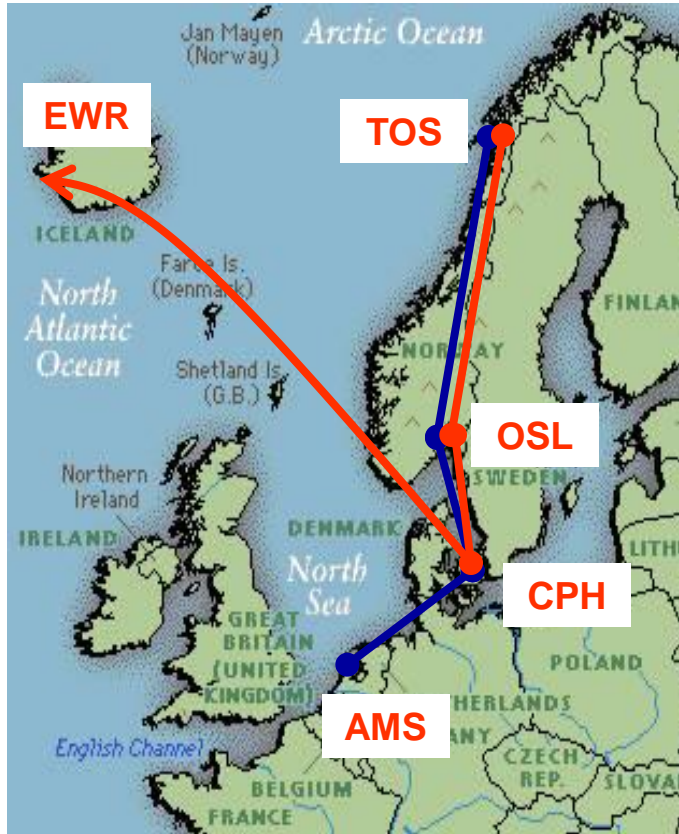 Jan Mayen
(Norway)
Arctic Ocean
EWR
TOS
ICELAND
Faroe Is.
(Denmark)
North
Atlantic
Ocean
FINLAN
NORWAY
Shetland Is.
(G.B.)
OSL
Northern
Ireland
SWEDEN
DENMARK
IRELAND
LITHU
North
Sea
CPH
GREAT
BRITAIN
(UNITED
KINGDOM)
POLAND
THERLANDS
AMS
ANY
English Channel
CZECH
REP.
BELGIUM
SLOVA
FRANCE